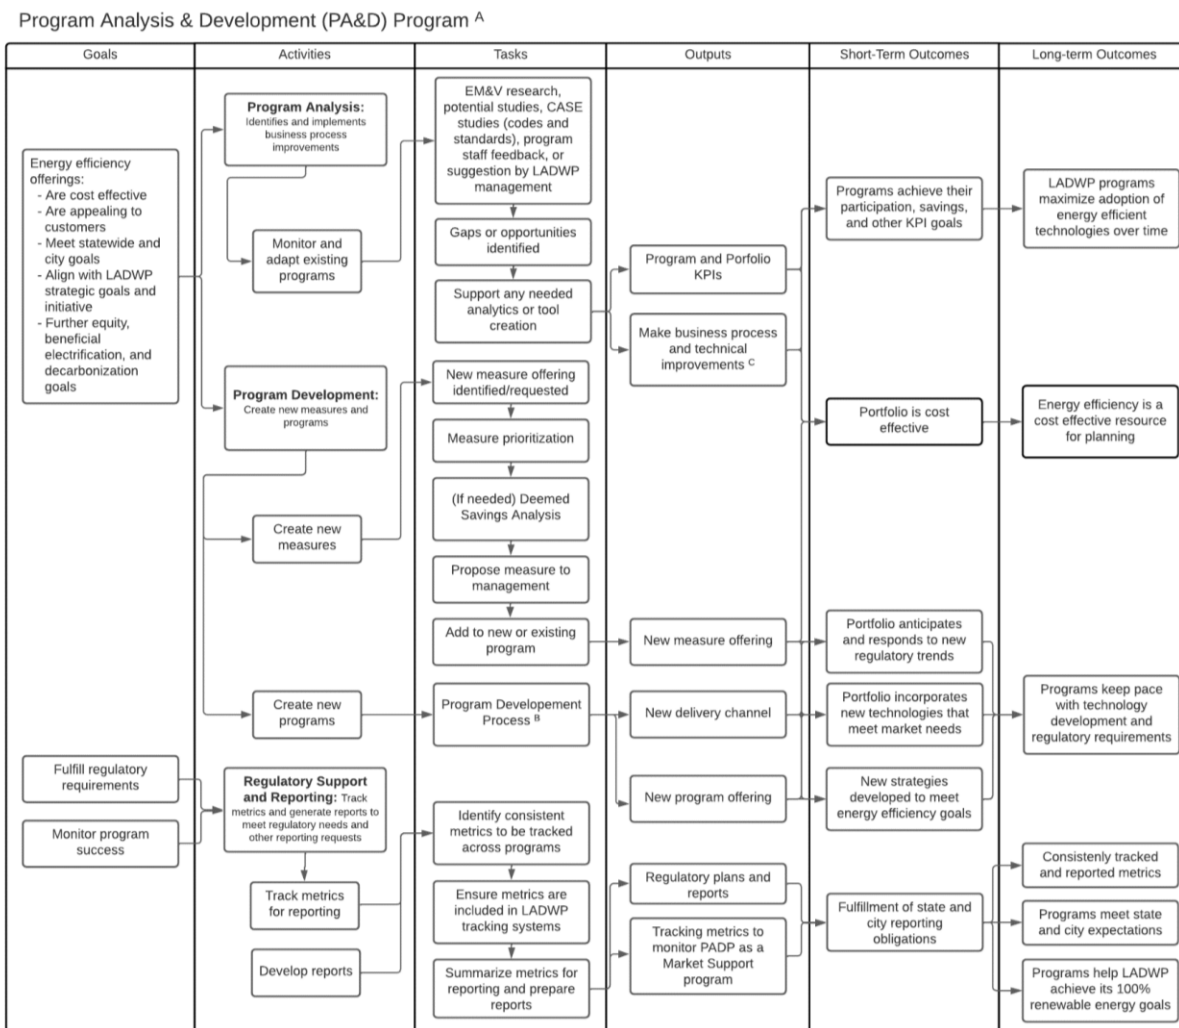 Program Analysis & Development (PA&D) Program A
Goals
Activities
Tasks
Outputs
Short-Term Outcomes
Long-term Outcomes
Energy efficiency
offerings:
- Are cost effective
- Are appealing to
customers
- Meet statewide and
city goals
- Align with LADWP
strategic goals and
initiative
- Further equity,
beneficial
electrification, and
decarbonization
goals
Fulfill regulatory
requirements
Monitor program
success
Program Analysis:
Identifies and implements
business process
improvements
Monitor and
adapt existing
programs
Program Development:
Create new measures and
programs
Create new
measures
Create new
programs
Regulatory Support
and Reporting: Track
metrics and generate reports to
meet regulatory needs and
other reporting requests
Track metrics
for reporting
Develop reports
EM&V research,
potential studies, CASE
studies (codes and
standards), program
staff feedback, or
suggestion by LADWP
management
Gaps or opportunities
identified
Support any needed
analytics or tool
creation
New measure offering
identified/requested
Measure prioritization
(If needed) Deemed
Savings Analysis
Propose measure to
management
Add to new or existing
program
Program Developement
Process B
Identify consistent
metrics to be tracked
across programs
Ensure metrics are
included in LADWP
tracking systems
Summarize metrics for
reporting and prepare
reports
Program and Porfolio
KPIs
Make business process
and technical
improvements C
New measure offering
New delivery channel
New program offering
Regulatory plans and
reports
Tracking metrics to
monitor PADP as a
Market Support
program
Programs achieve their
participation, savings,
and other KPI goals
Portfolio is cost
effective
Portfolio anticipates
and responds to new
regulatory trends
Portfolio incorporates
new technologies that
meet market needs
New strategies
developed to meet
energy efficiency goals
Fulfillment of state and
city reporting
obligations
LADWP programs
maximize adoption of
energy efficient
technologies over time
Energy efficiency is a
cost effective resource
for planning
Programs keep pace
with technology
development and
regulatory requirements
Consistenly tracked
and reported metrics
Programs meet state
and city expectations
Programs help LADWP
achieve its 100%
renewable energy goals